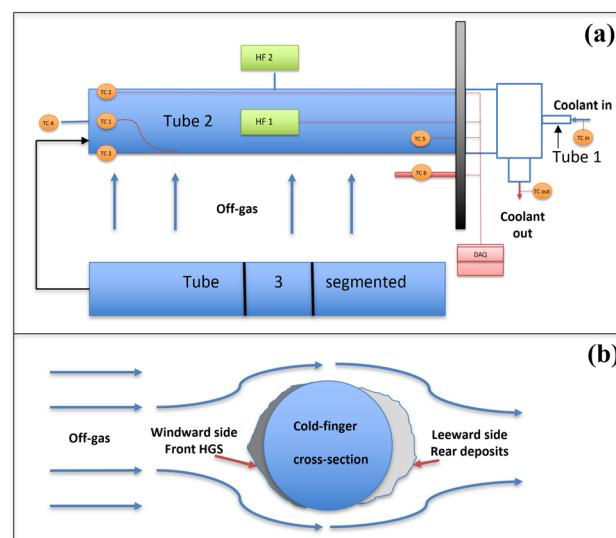 (a)
HF 2
TC 2
Coolant in
TC 4
TC 1
Tube 2
HF 1
TC 5
TC in
Tube 1
TC 3
TC 6
TC out
Off-gas
Coolant
out
DAQ
Tube 3 segmented
(b)
Off-gas
Windward side
Front HGS
Cold-finger
cross-section
Leeward side
Rear deposits